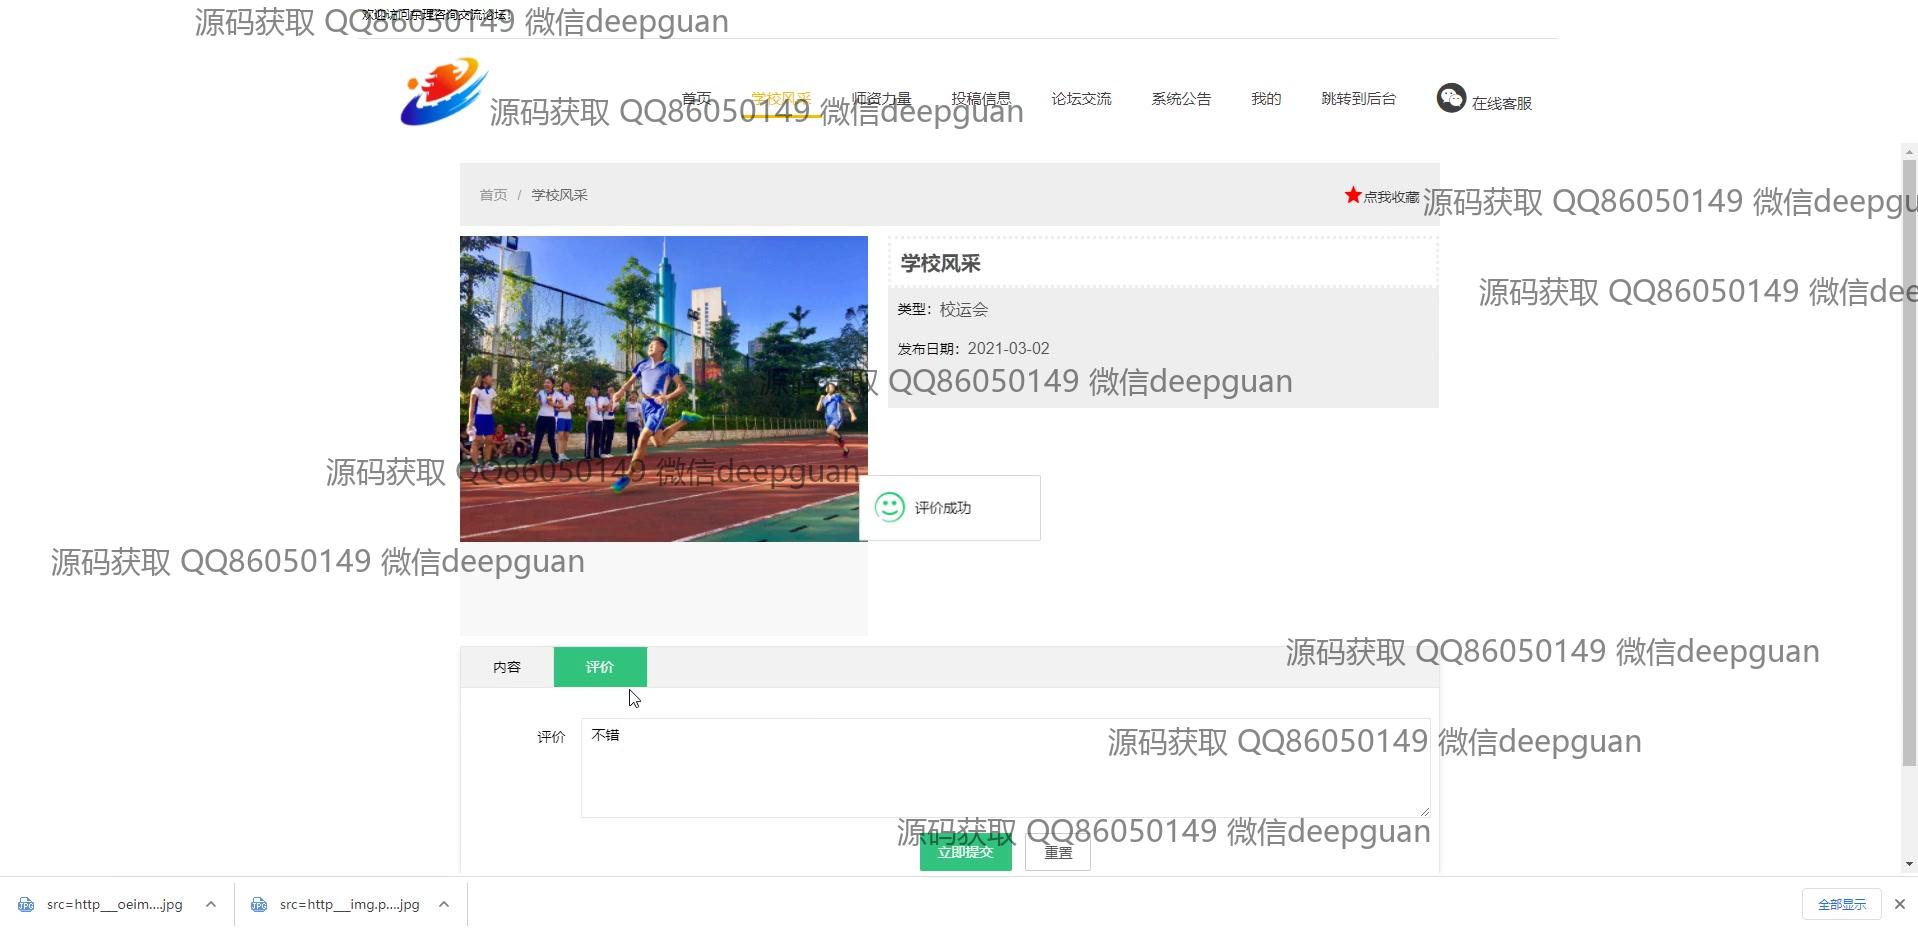 欢迎访问东理咨询交流论坛!
源码获取 QQ86050149 微信deepguan
首页 学校风采 师资力量 投稿信息 论坛交流 系统公告 我的 跳转到后台 在线客服
源码获取 QQ86050149 微信deepguan
首页 / 学校风采
点我收藏
源码获取 QQ86050149 微信deepgu
学校风采
源码获取 QQ86050149 微信dee
类型：校运会
发布日期：2021-03-02
源码获取 QQ86050149 微信deepguan
源码获取 QQ86050149 微信deepguan
评价成功
源码获取 QQ86050149 微信deepguan
源码获取 QQ86050149 微信deepguan
内容 评价
评价 不错
源码获取 QQ86050149 微信deepguan
源码获取 QQ86050149 微信deepguan
立即提交 重置
src=http___oeim....jpg src=http___img.p....jpg 全部显示